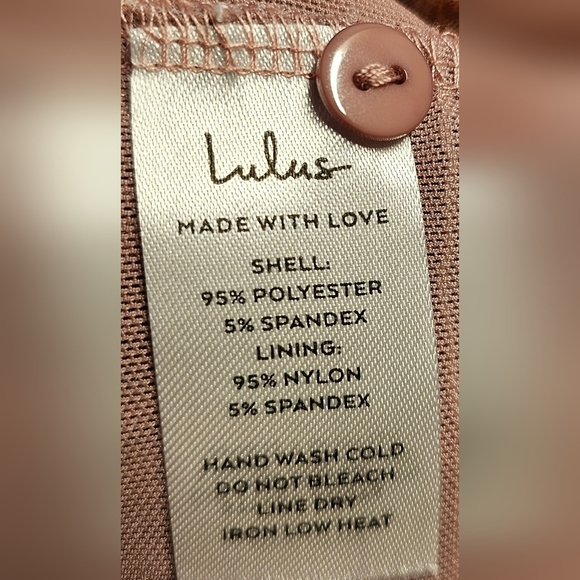 Lulus
MADE WITH LOVE
SHELL:
95% POLYESTER
5% SPANDEX
LINING:
95% NYLON
5% SPANDEX
HAND WASH COLD
DO NOT BLEACH
LINE DRY
IRON LOW HEAT